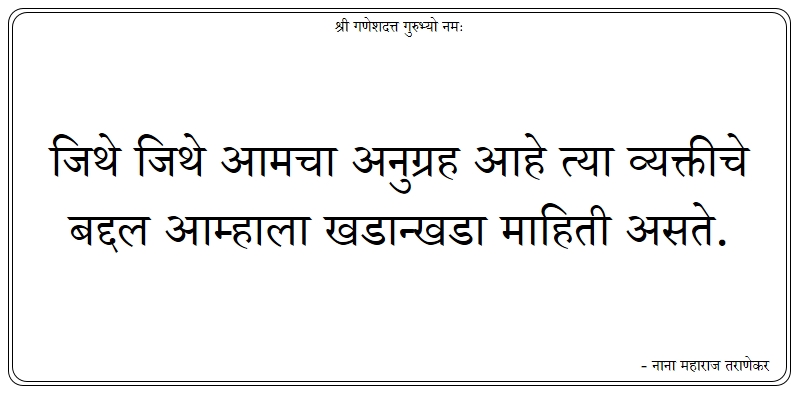 श्री गणेशदत्त गुरुभ्यो नमः
जिथे जिथे आमचा अनुग्रह आहे त्या व्यक्तीचे
बद्दल आम्हाला खडान्खडा माहिती असते.
- नाना महाराज तराणेकर